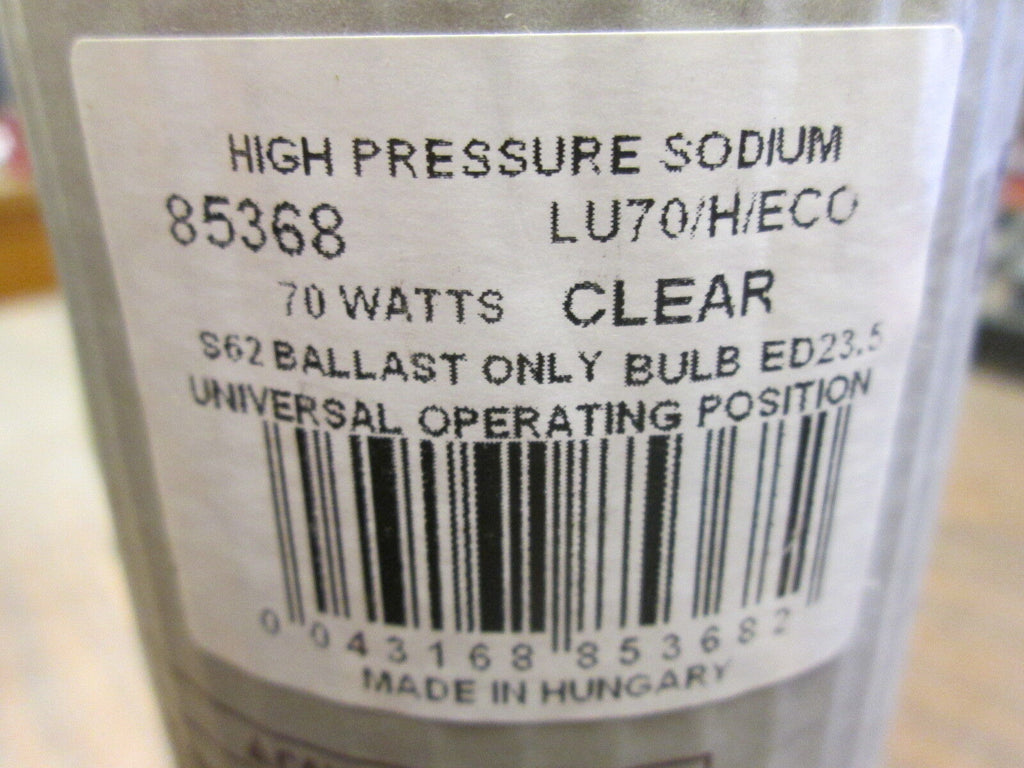 HIGH PRESSURE SODIUM
85368 LU70/H/ECO
70 WATTS CLEAR
S62 BALLAST ONLY BULB ED23.5
UNIVERSAL OPERATING POSITION
0 043168 853682
MADE IN HUNGARY